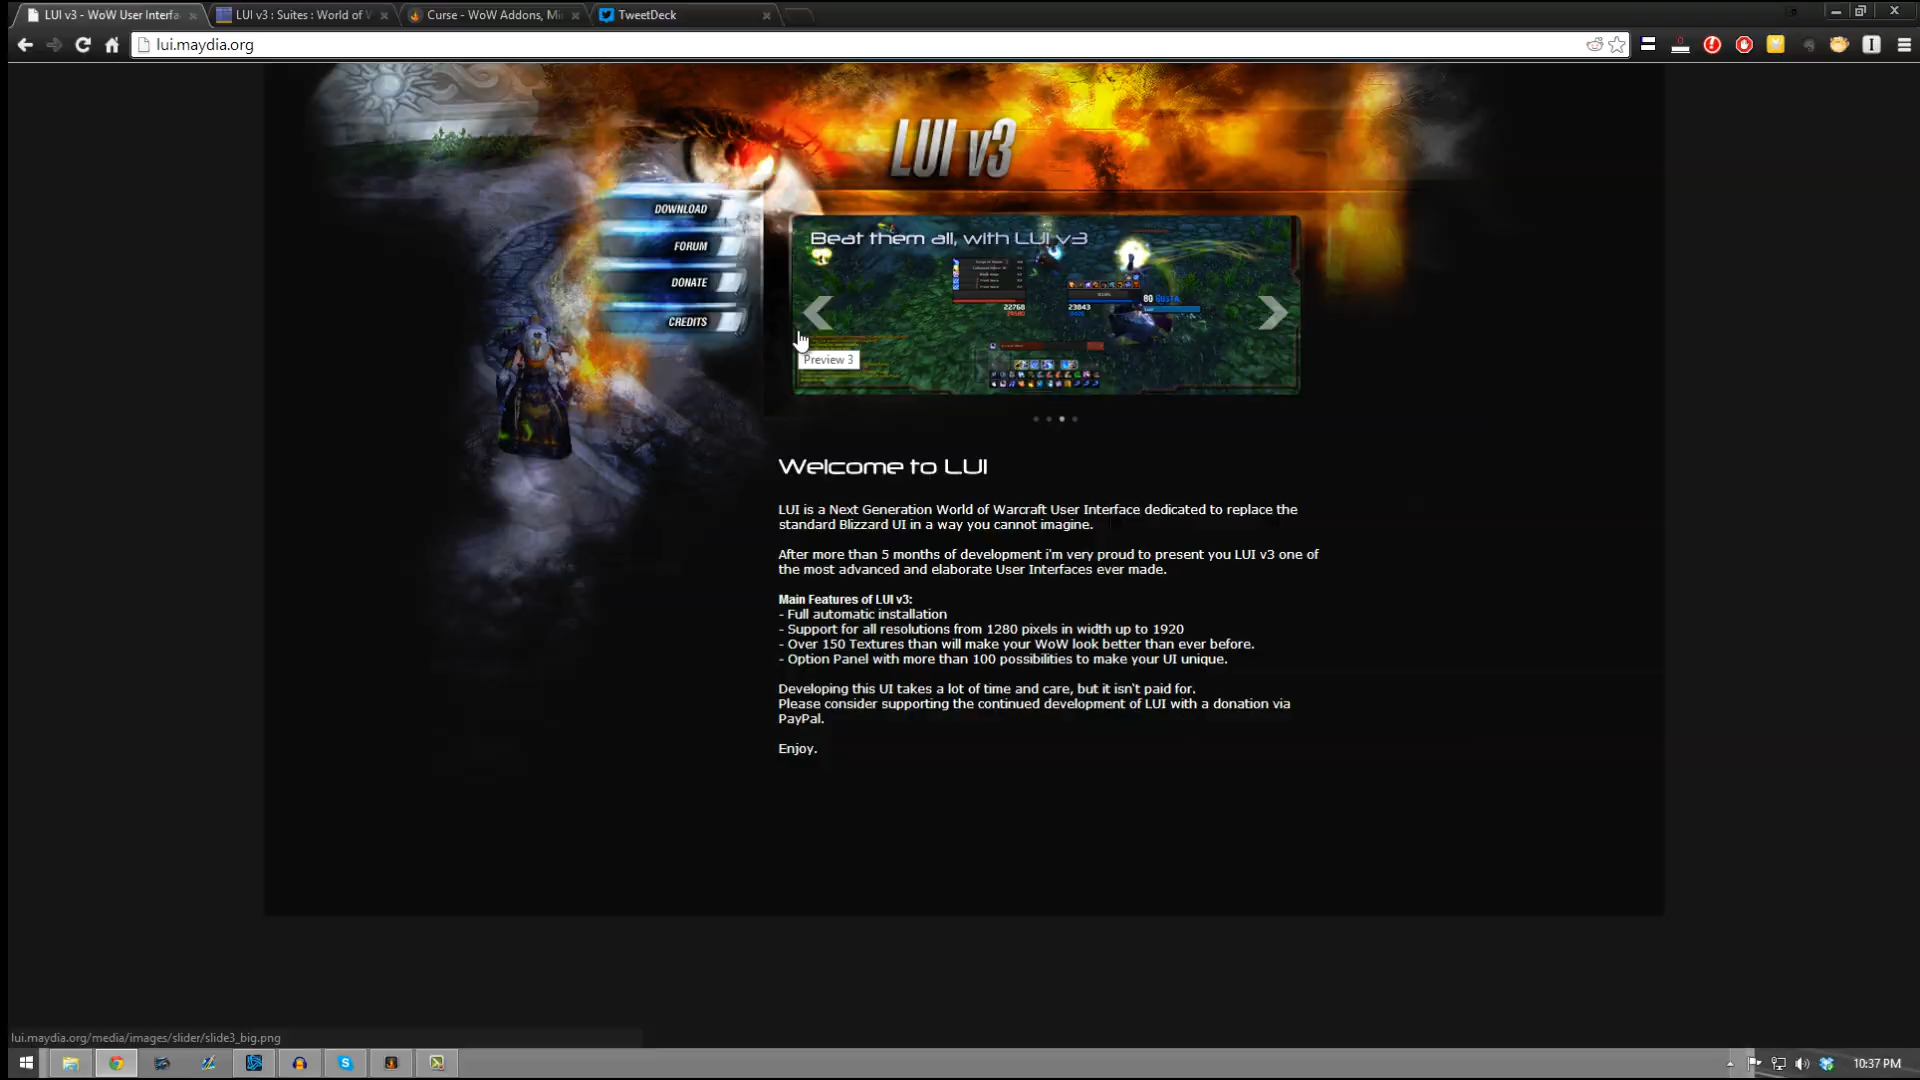 LUI v3 - WoW User Interfa
LUI v3 : Suites : World of
Curse - WoW Addons, Mi
TweetDeck
lui.maydia.org
LUI v3
DOWNLOAD
FORUM
DONATE
CREDITS
Beat them all, with LUI v3
22768
23843
80 Gusta
Preview 3
Welcome to LUI
LUI is a Next Generation World of Warcraft User Interface dedicated to replace the
standard Blizzard UI in a way you cannot imagine.
After more than 5 months of development i'm very proud to present you LUI v3 one of
the most advanced and elaborate User Interfaces ever made.
Main Features of LUI v3:
- Full automatic installation
- Support for all resolutions from 1280 pixels in width up to 1920
- Over 150 Textures than will make your WoW look better than ever before.
- Option Panel with more than 100 possibilities to make your UI unique.
Developing this UI takes a lot of time and care, but it isn't paid for.
Please consider supporting the continued development of LUI with a donation via
PayPal.
Enjoy.
lui.maydia.org/media/images/slider/slide3_big.png
10:37 PM